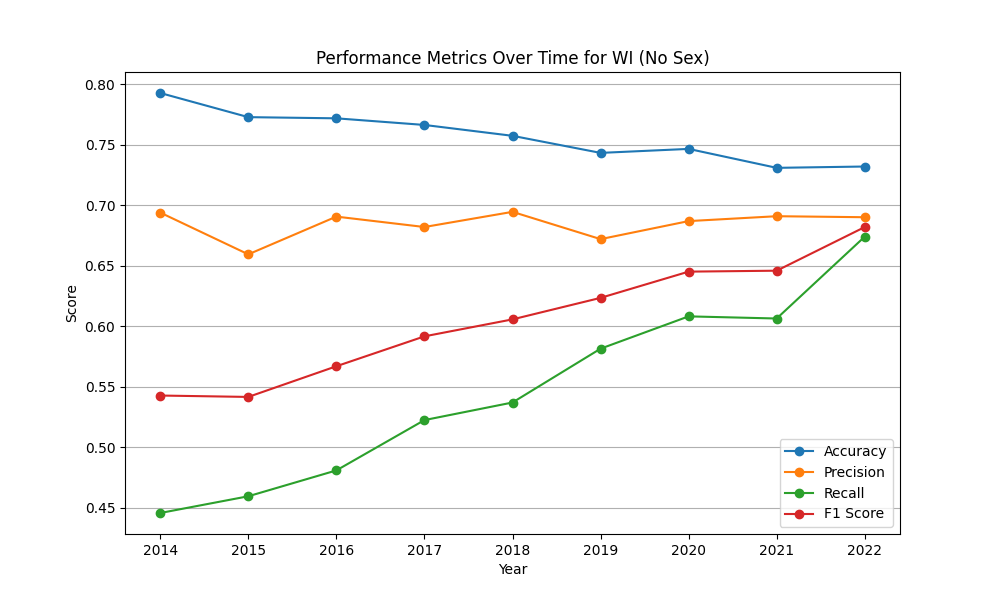 Performance Metrics Over Time for WI (No Sex)
Score
0.80
0.75
0.70
0.65
0.60
0.55
0.50
0.45
Accuracy
Precision
Recall
F1 Score
2014 2015 2016 2017 2018 2019 2020 2021 2022
Year